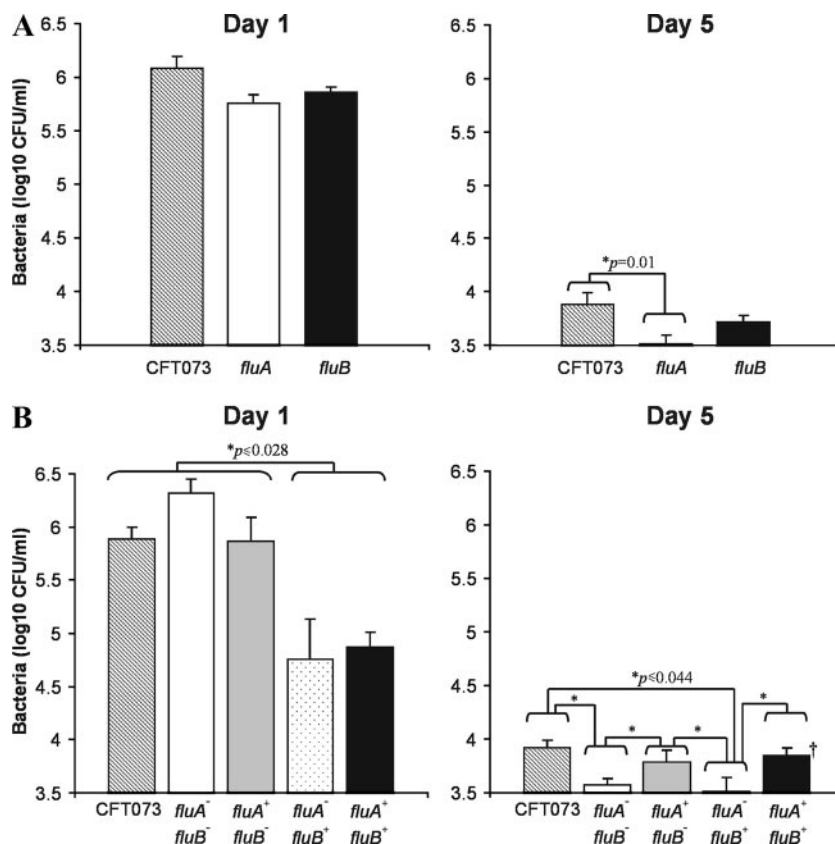 A
Day 1
Day 5
Bacteria (log10 CFU/ml)
6.5
6
5.5
5
4.5
4
3.5
CFT073 fluA fluB
6.5
6
5.5
5
4.5
4
3.5
*p=0.01
CFT073 fluA fluB
B
Day 1
Day 5
Bacteria (log10 CFU/ml)
6.5
6
5.5
5
4.5
4
3.5
*p≤0.028
CFT073 fluA⁻ fluA⁺ fluA⁻ fluA⁺
fluB⁻ fluB⁻ fluB⁺ fluB⁺
6.5
6
5.5
5
4.5
4
3.5
*p≤0.044
* * * *
†
CFT073 fluA⁻ fluA⁺ fluA⁻ fluA⁺
fluB⁻ fluB⁻ fluB⁺ fluB⁺